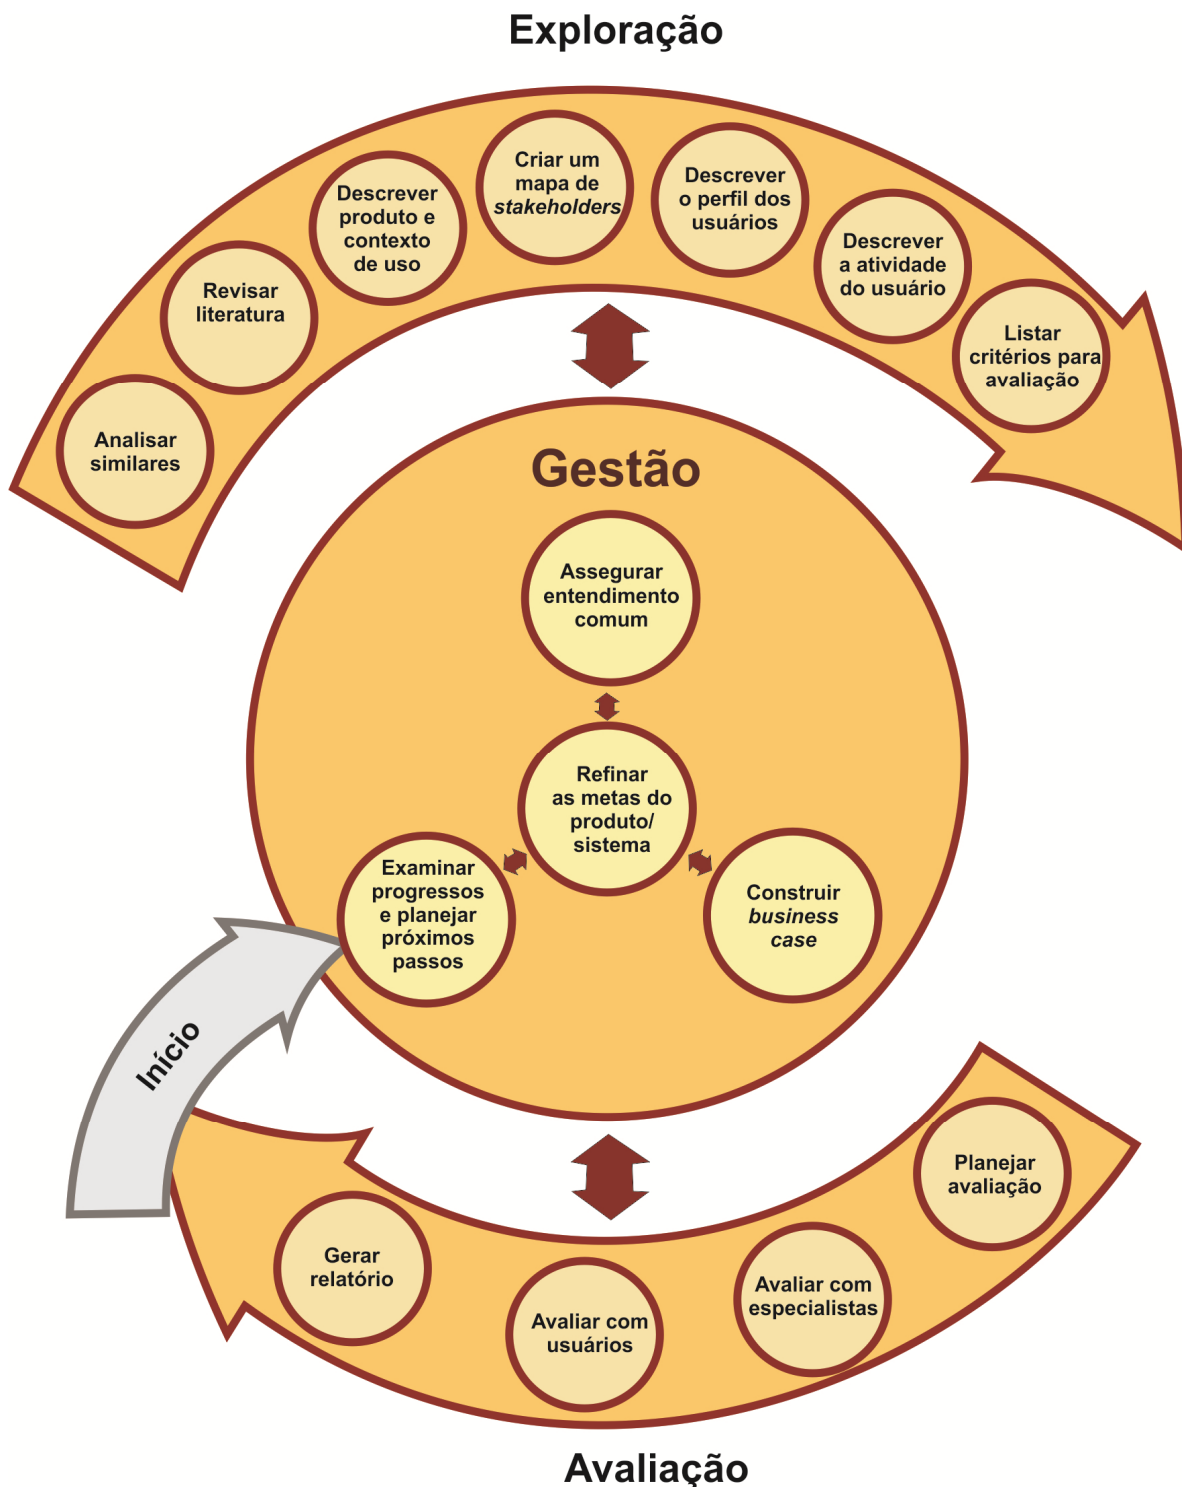 Exploração
Criar um
mapa de
stakeholders
Descrever
o perfil dos
usuários
Descrever
produto e
contexto
de uso
Descrever
a atividade
do usuário
Revisar
literatura
Listar
critérios para
avaliação
Analisar
similares
Gestão
Assegurar
entendimento
comum
Refinar
as metas do
produto/
sistema
Examinar
progressos
e planejar
próximos
passos
Construir
business
case
Início
Planejar
avaliação
Avaliar com
especialistas
Avaliar com
usuários
Gerar
relatório
Avaliação